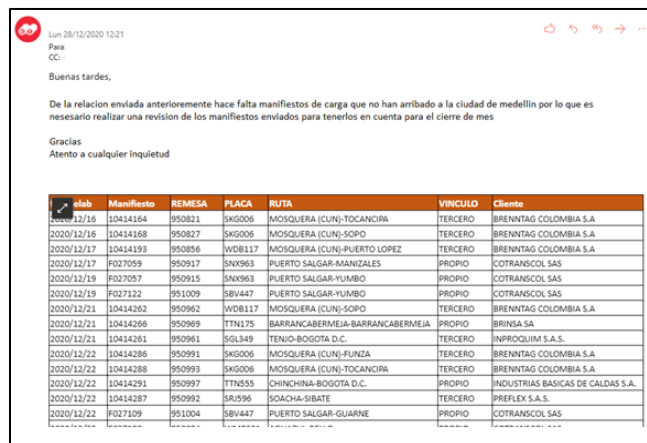 Lun 28/12/2020 12:21
Para
CC:
Buenas tardes,
De la relacion enviada anterioremente hace falta manifiestos de carga que no han arribado a la ciudad de medellin por lo que es
nesesario realizar una revision de los manifiestos enviados para tenerlos en cuenta para el cierre de mes
Gracias
Atento a cualquier inquietud
elab Manifiesto REMESA PLACA RUTA VINCULO Cliente
2020/12/16 10414164 950821 SKG006 MOSQUERA (CUN)-TOCANCIPA TERCERO BRENNTAG COLOMBIA S.A
2020/12/16 10414168 950827 SKG006 MOSQUERA (CUN)-SOPO TERCERO BRENNTAG COLOMBIA S.A
2020/12/17 10414193 950856 WDB117 MOSQUERA (CUN)-PUERTO LOPEZ TERCERO BRENNTAG COLOMBIA S.A
2020/12/17 F027059 950917 SNX963 PUERTO SALGAR-MANIZALES PROPIO COTRANSCOL SAS
2020/12/19 F027057 950915 SNX963 PUERTO SALGAR-YUMBO PROPIO COTRANSCOL SAS
2020/12/19 F027122 951009 SBV447 PUERTO SALGAR-YUMBO PROPIO COTRANSCOL SAS
2020/12/21 10414262 950962 WDB117 MOSQUERA (CUN)-SOPO TERCERO BRENNTAG COLOMBIA S.A
2020/12/21 10414266 950969 TTN175 BARRANCABERMEJA-BARRANCABERMEJA PROPIO BRINSA SA
2020/12/21 10414261 950961 SGL349 TENJO-BOGOTA D.C. TERCERO INPROQUIM S.A.S.
2020/12/22 10414286 950991 SKG006 MOSQUERA (CUN)-FUNZA TERCERO BRENNTAG COLOMBIA S.A
2020/12/22 10414288 950993 SKG006 MOSQUERA (CUN)-TOCANCIPA TERCERO BRENNTAG COLOMBIA S.A
2020/12/22 10414291 950997 TTN555 CHINCHINA-BOGOTA D.C. PROPIO INDUSTRIAS BASICAS DE CALDAS S.A.
2020/12/22 10414287 950992 SRJ596 SOACHA-SIBATE TERCERO PREFLEX S.A.S.
2020/12/22 F027109 951004 SBV447 PUERTO SALGAR-GUARNE PROPIO COTRANSCOL SAS